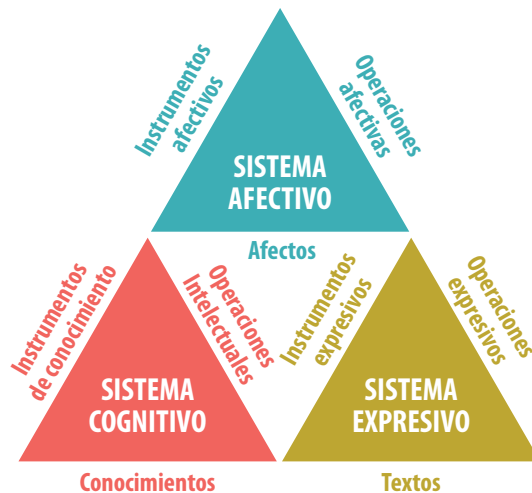 Instrumentos
afectivos
Operaciones
afectivas
SISTEMA
AFECTIVO
Afectos
Instrumentos
de conocimiento
Operaciones
Intelectuales
Instrumentos
expresivos
Operaciones
expresivos
SISTEMA
COGNITIVO
SISTEMA
EXPRESIVO
Conocimientos
Textos